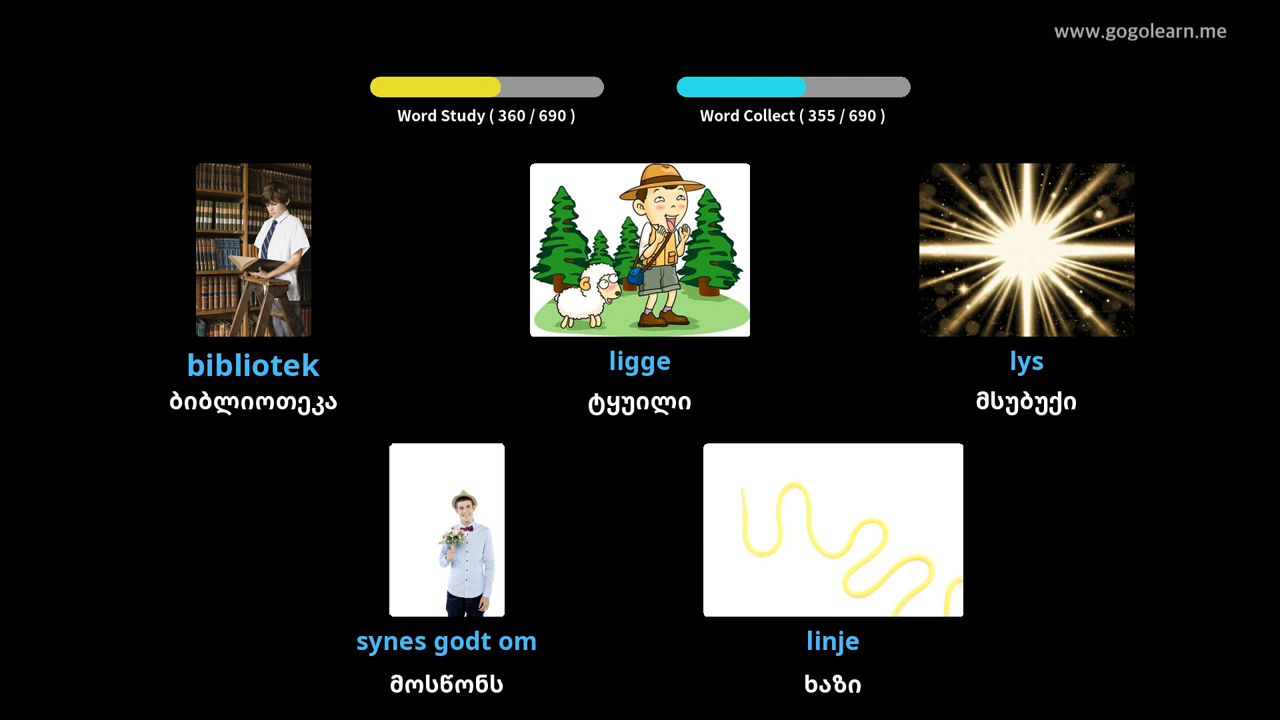 www.gogolearn.me
Word Study ( 360 / 690 )
Word Collect ( 355 / 690 )
bibliotek
ligge
lys
ბიბლიოთეკა
ტყუილი
მსუბუქი
synes godt om
linje
მოსწონს
ხაზი